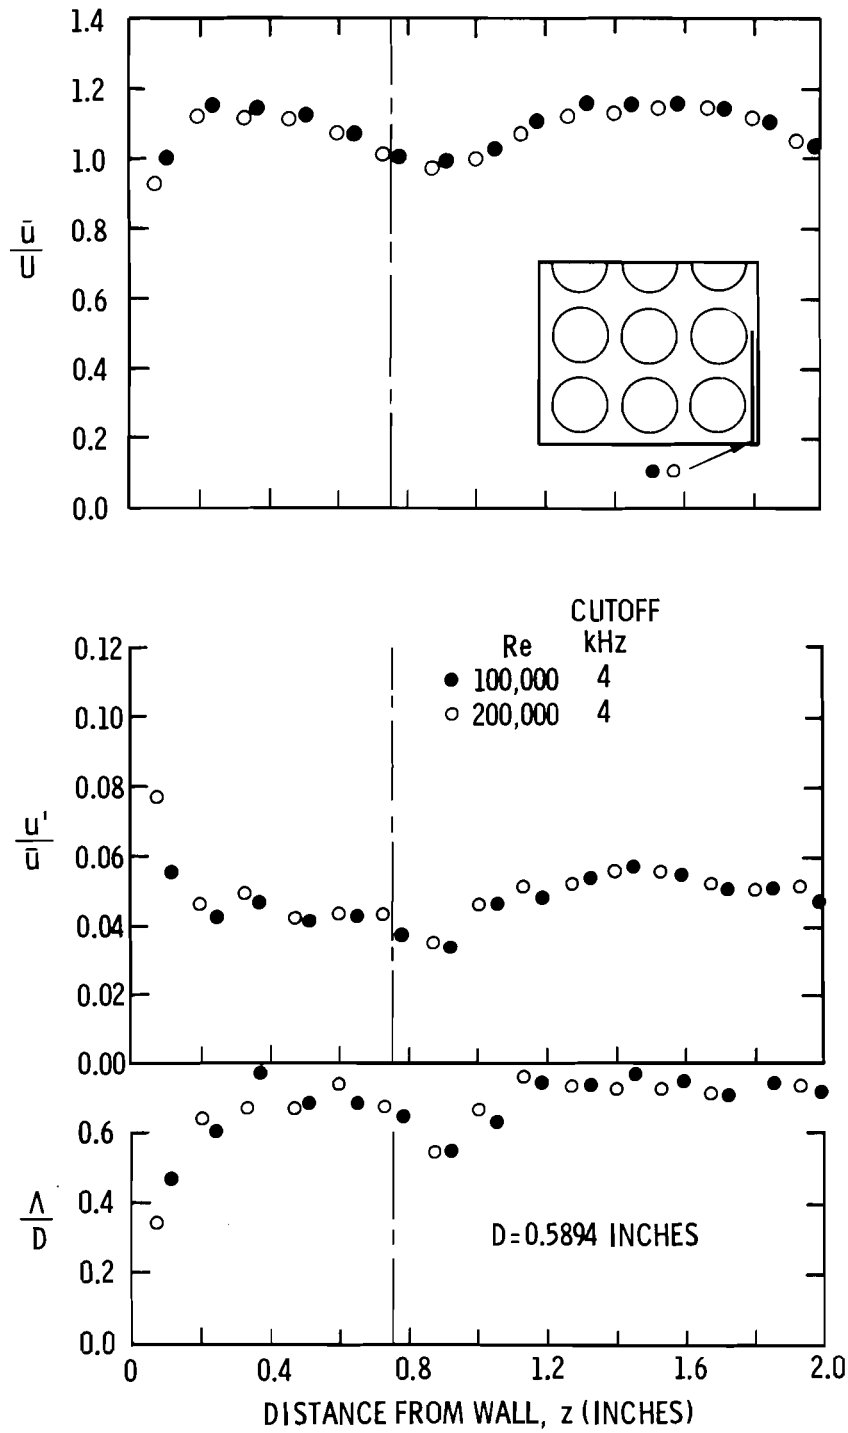 1.4
1.2
1.0
0.8
0.6
0.4
0.2
0.0
ū
U
CUTOFF
Re kHz
100,000 4
200,000 4
0.12
0.10
0.08
0.06
0.04
0.02
0.00
u'
ū
0.6
0.4
0.2
0.0
Λ
D
D = 0.5894 INCHES
0 0.4 0.8 1.2 1.6 2.0
DISTANCE FROM WALL, z (INCHES)